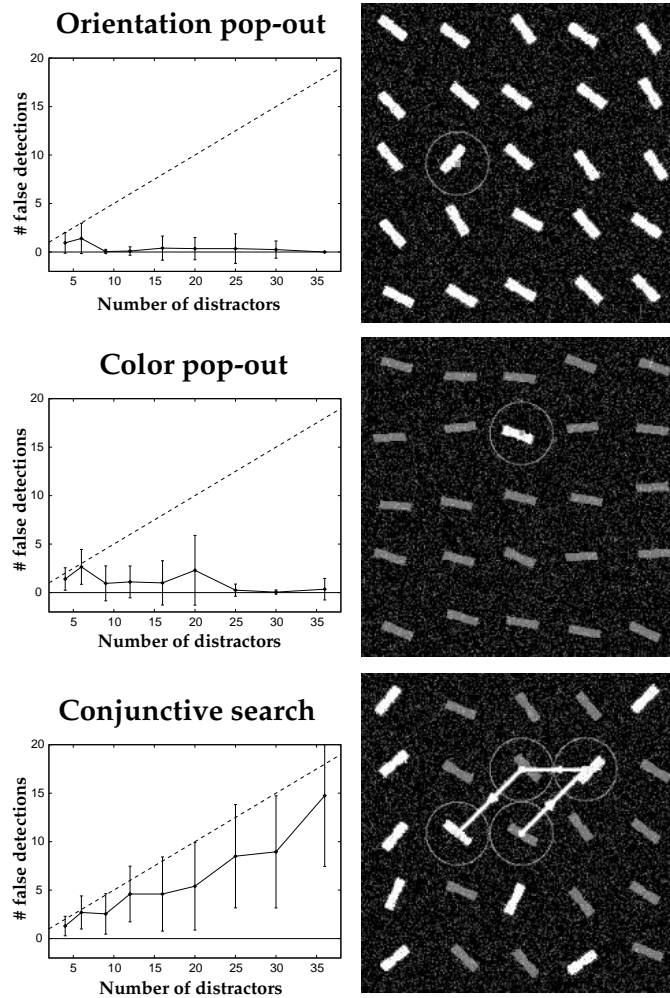 Orientation pop-out
20
15
10
5
0
# false detections
5 10 15 20 25 30 35
Number of distractors
Color pop-out
20
15
10
5
0
# false detections
5 10 15 20 25 30 35
Number of distractors
Conjunctive search
20
15
10
5
0
# false detections
5 10 15 20 25 30 35
Number of distractors